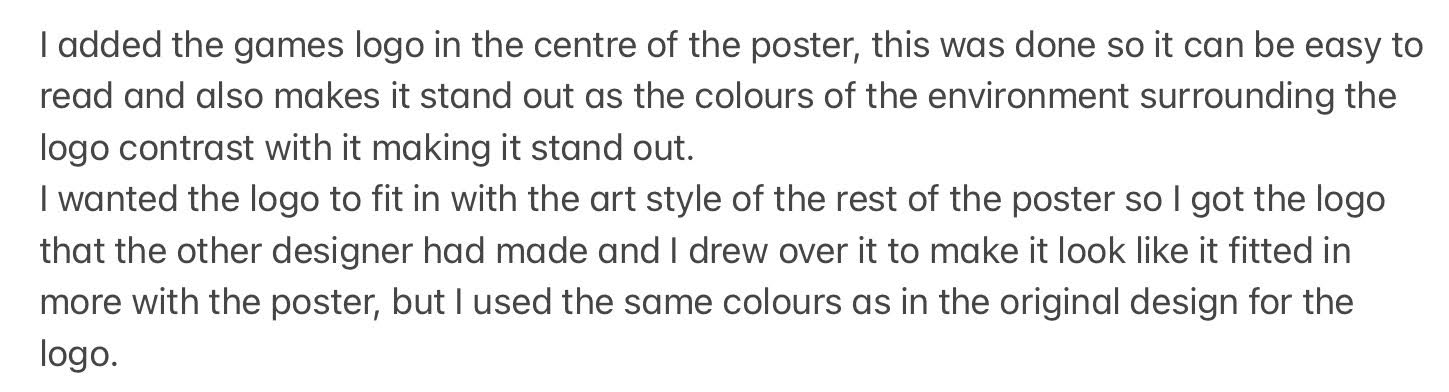 I added the games logo in the centre of the poster, this was done so it can be easy to
read and also makes it stand out as the colours of the environment surrounding the
logo contrast with it making it stand out.
I wanted the logo to fit in with the art style of the rest of the poster so I got the logo
that the other designer had made and I drew over it to make it look like it fitted in
more with the poster, but I used the same colours as in the original design for the
logo.